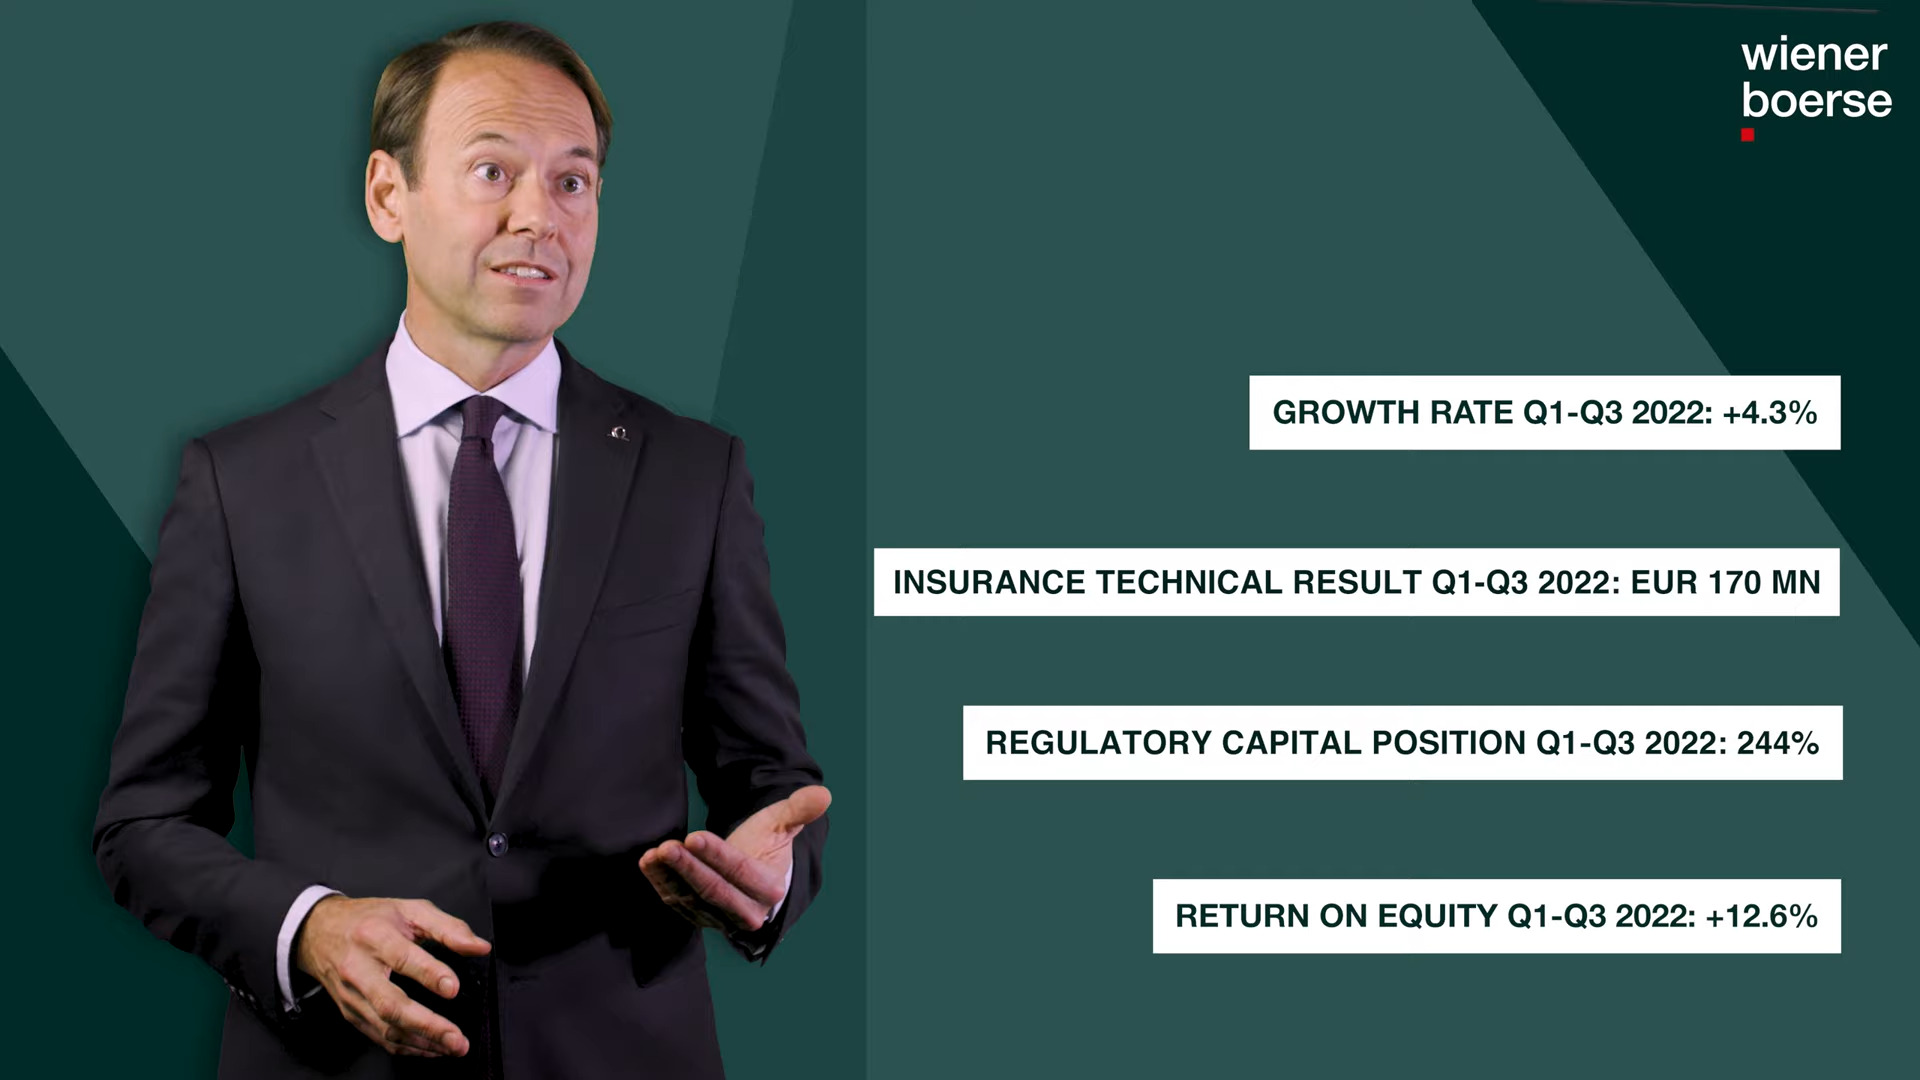 wiener
boerse
GROWTH RATE Q1-Q3 2022: +4.3%
INSURANCE TECHNICAL RESULT Q1-Q3 2022: EUR 170 MN
REGULATORY CAPITAL POSITION Q1-Q3 2022: 244%
RETURN ON EQUITY Q1-Q3 2022: +12.6%